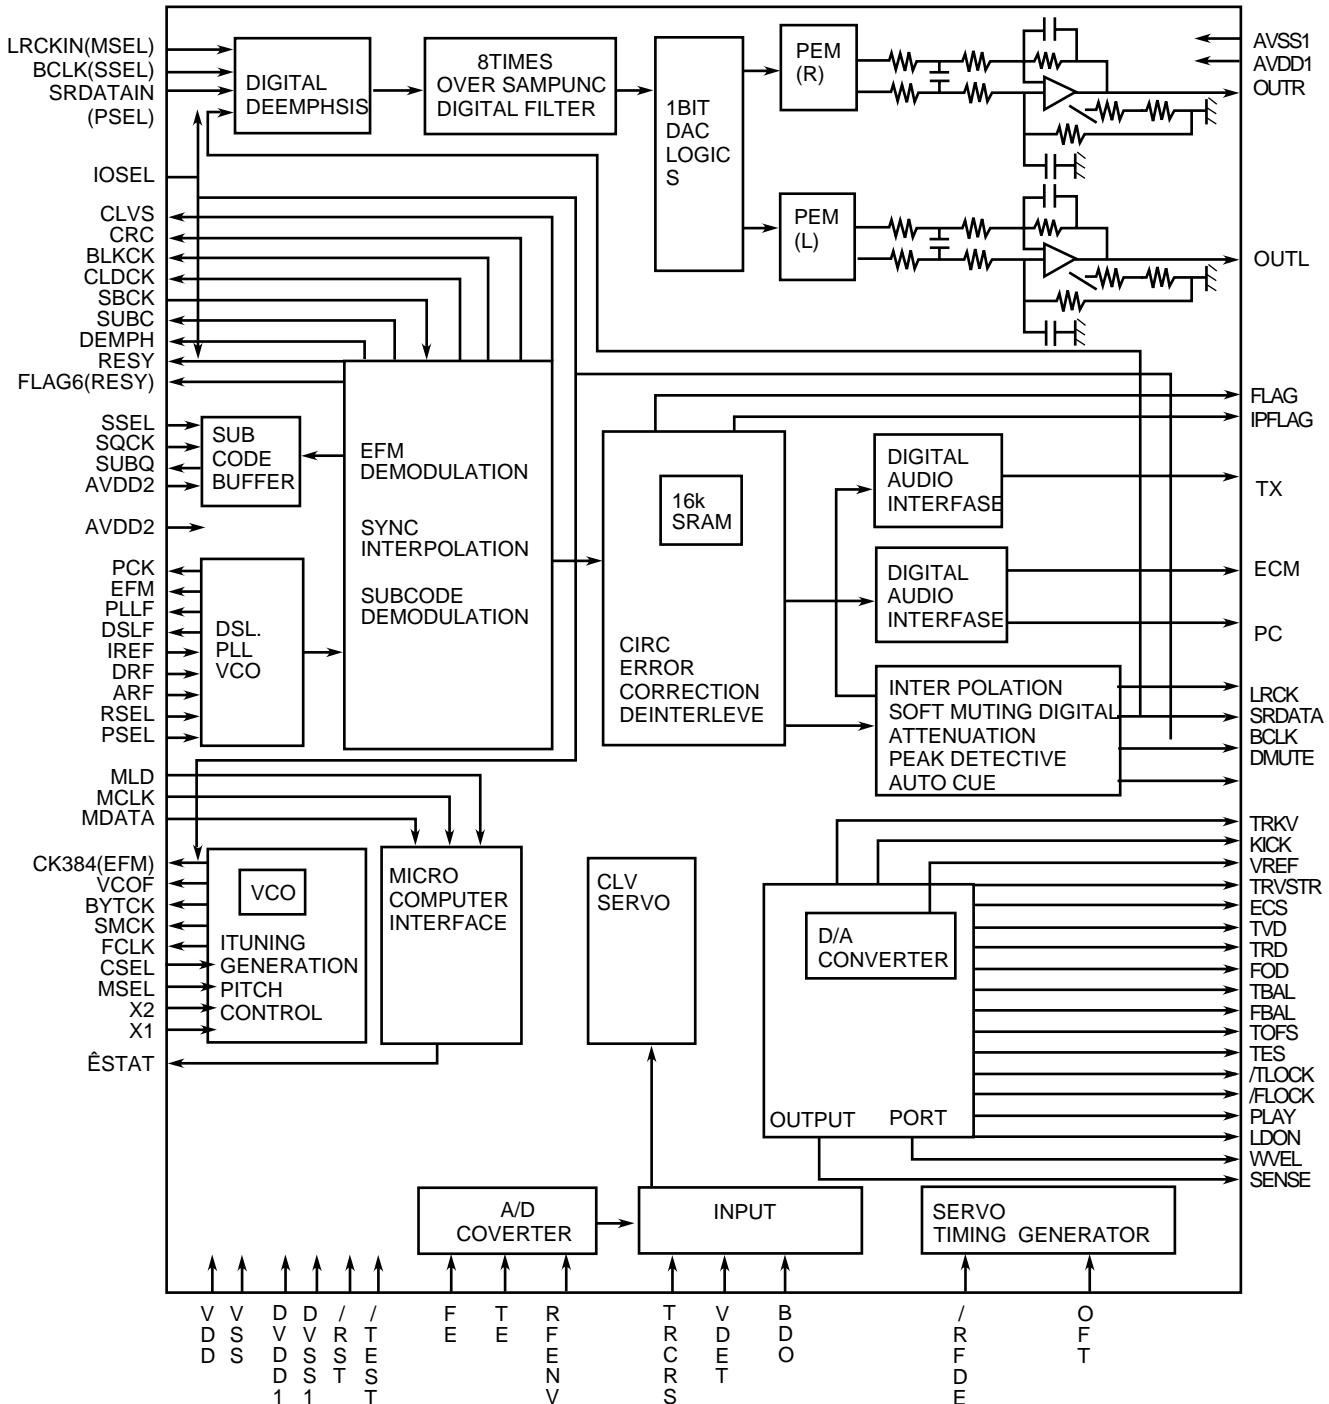 LRCKIN(MSEL)
BCLK(SSEL)
SRDATAIN
(PSEL)
IOSEL
CLVS
CRC
BLKCK
CLDCK
SBCK
SUBC
DEMPH
RESY
FLAG6(RESY)
SSEL
SQCK
SUBQ
AVDD2
AVDD2
PCK
EFM
PLLF
DSLF
IREF
DRF
ARF
RSEL
PSEL
MLD
MCLK
MDATA
CK384(EFM)
VCOF
BYTCK
SMCK
FCLK
CSEL
MSEL
X2
X1
ÊSTAT
DIGITAL
DEEMPHSIS
8TIMES
OVER SAMPUNC
DIGITAL FILTER
1BIT
DAC
LOGIC
S
PEM
(R)
PEM
(L)
SUB
CODE
BUFFER
EFM
DEMODULATION
SYNC
INTERPOLATION
SUBCODE
DEMODULATION
DSL.
PLL
VCO
16k
SRAM
CIRC
ERROR
CORRECTION
DEINTERLEVE
DIGITAL
AUDIO
INTERFASE
DIGITAL
AUDIO
INTERFASE
INTER POLATION
SOFT MUTING DIGITAL
ATTENUATION
PEAK DETECTIVE
AUTO CUE
VCO
ITUNING
GENERATION
PITCH
CONTROL
MICRO
COMPUTER
INTERFACE
CLV
SERVO
D/A
CONVERTER
OUTPUT PORT
A/D
COVERTER
INPUT
SERVO
TIMING GENERATOR
AVSS1
AVDD1
OUTR
OUTL
FLAG
IPFLAG
TX
ECM
PC
LRCK
SRDATA
BCLK
DMUTE
TRKV
KICK
VREF
TRVSTR
ECS
TVD
TRD
FOD
TBAL
FBAL
TOFS
TES
/TLOCK
/FLOCK
PLAY
LDON
WVEL
SENSE
VDD
VSS
DVDD1
DVSS1
/RST
/TEST
FE
TE
RFENV
TRCRS
VDET
BDO
/RFDE
OFT